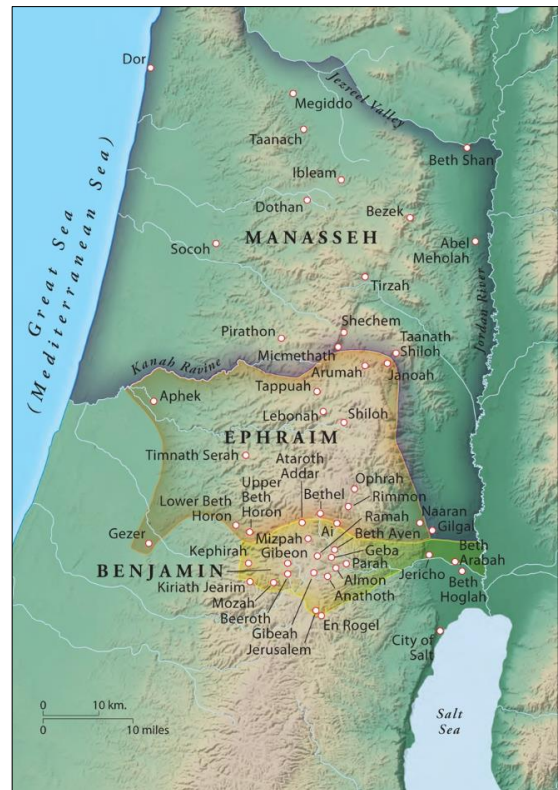 Dor
Megiddo
Jezreel Valley
Taanach
Beth Shan
Ibleam
Dothan
Bezek
MANASSEH
Socoh
Abel
Meholah
Great Sea
(Mediterranean Sea)
Tirzah
Jordan River
Shechem
Pirathon
Taanath
Shiloh
Micmethath
Kanah Ravine
Arumah
Janoah
Tappuah
Aphek
Lebonah
Shiloh
EPHRAIM
Timnath Serah
Ataroth
Addar
Ophrah
Upper
Beth
Horon
Bethel
Rimmon
Lower Beth
Horon
Ramah
Naaran
Gilgal
Ai
Beth Aven
Mizpah
Gezer
Geba
Beth
Arabah
Kephirah
Gibeon
Parah
BENJAMIN
Jericho
Almon
Kiriath Jearim
Beth
Hoglah
Anathoth
Mozah
Beeroth
Gibeah
En Rogel
Jerusalem
City of
Salt
0 10 km.
0 10 miles
Salt
Sea